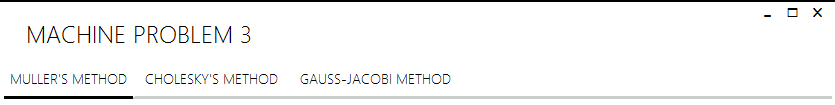 MACHINE PROBLEM 3
MULLER'S METHOD CHOLESKY'S METHOD GAUSS-JACOBI METHOD